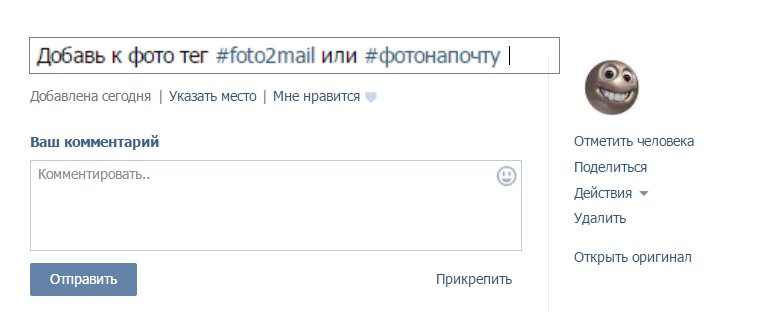 Добавь к фото тег #foto2mail или #фотонапочту
Добавлена сегодня | Указать место | Мне нравится
Ваш комментарий
Комментировать..
Отправить
Прикрепить
Отметить человека
Поделиться
Действия
Удалить
Открыть оригинал